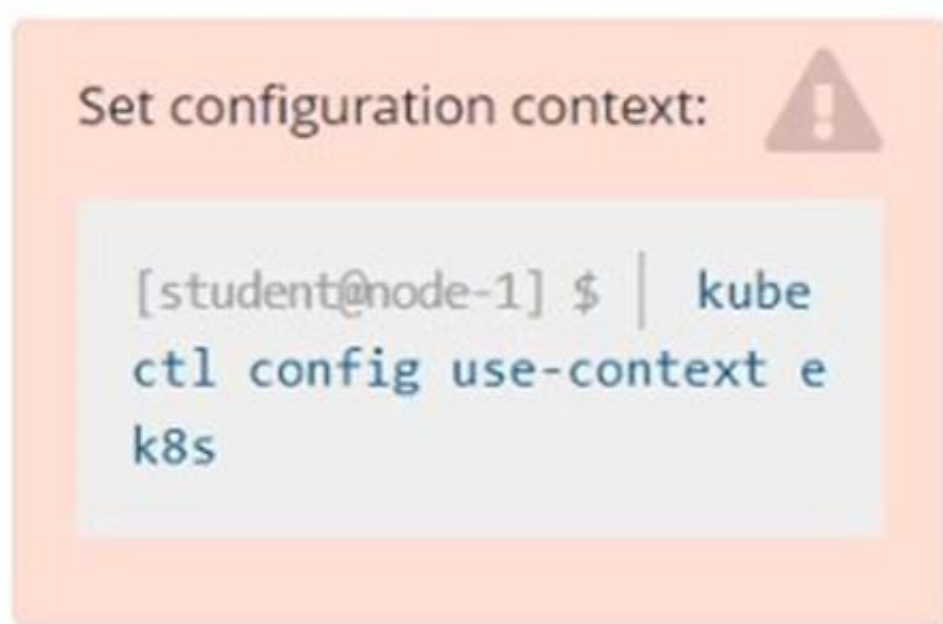 Set configuration context:
[student@node-1] $ | kube
ctl config use-context e
k8s